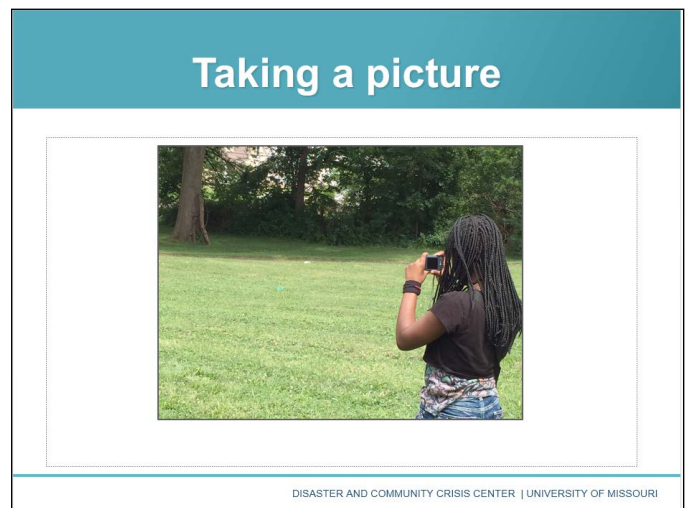 Taking a picture
DISASTER AND COMMUNITY CRISIS CENTER | UNIVERSITY OF MISSOURI